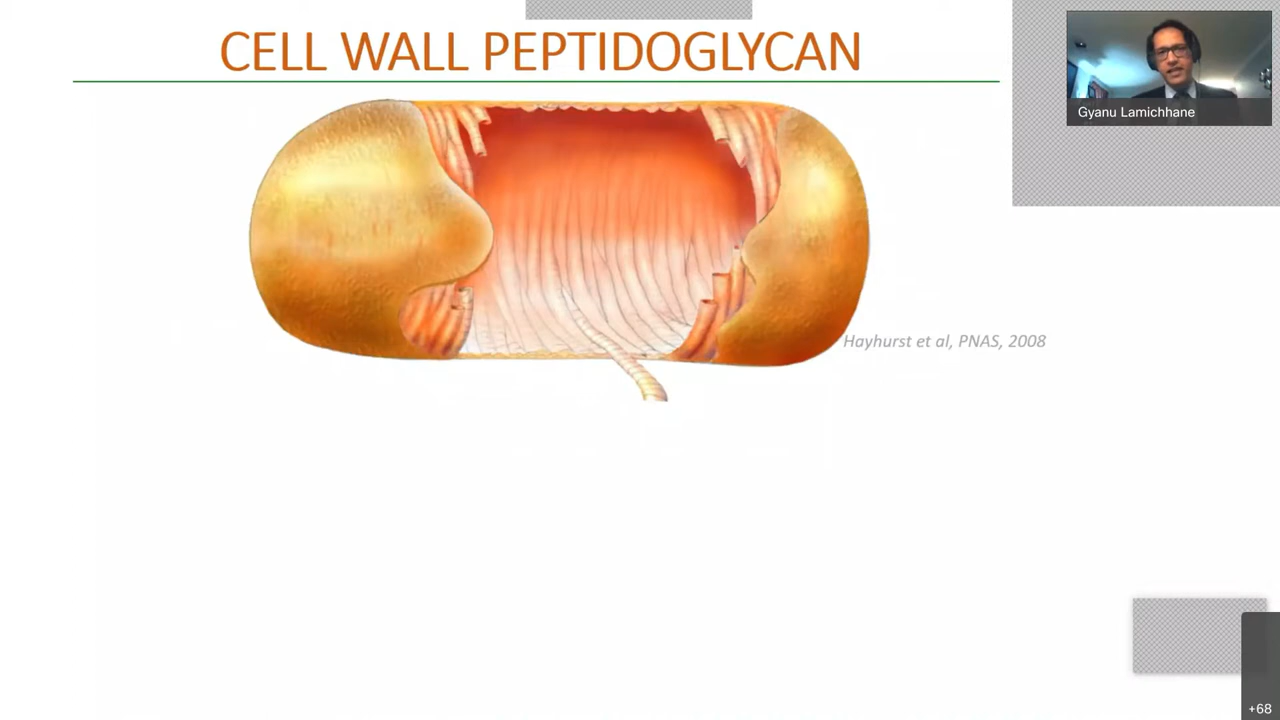 CELL WALL PEPTIDOGLYCAN
Gyanu Lamichhane
Hayhurst et al, PNAS, 2008
+68